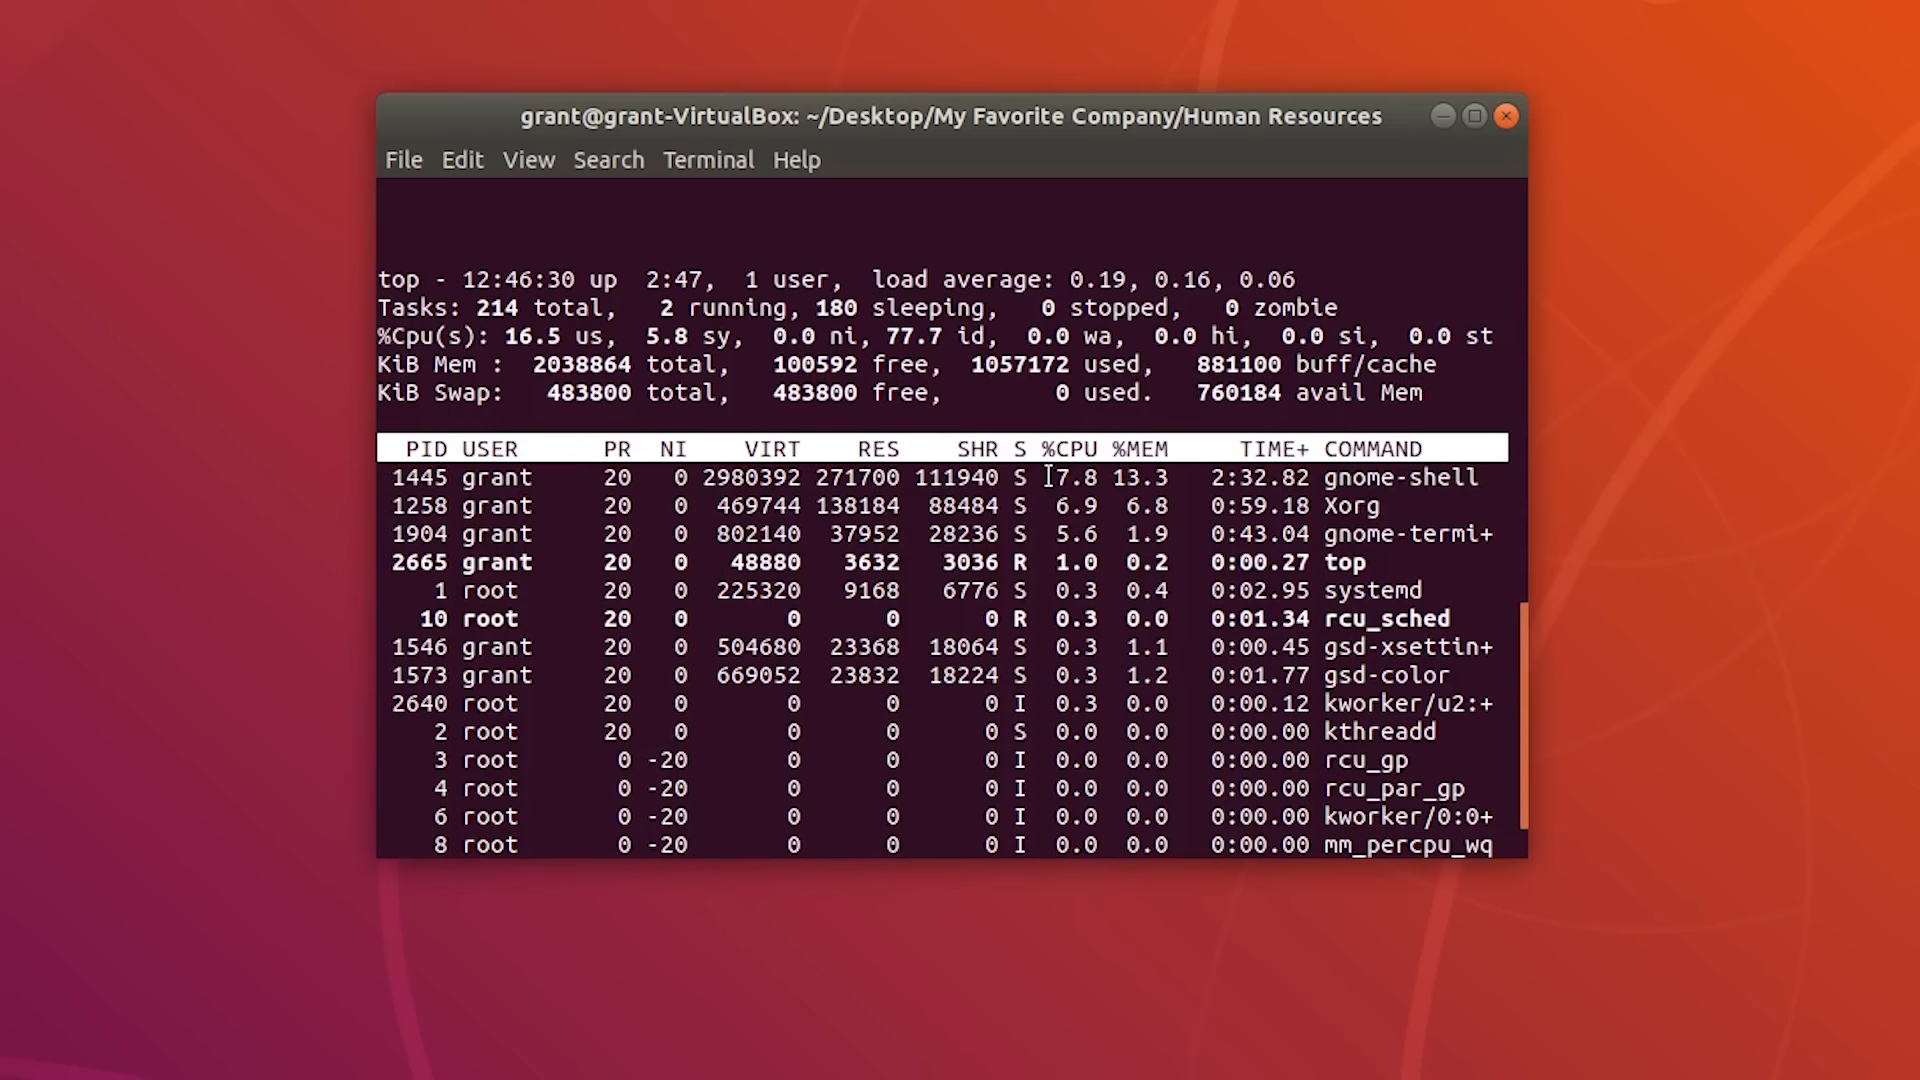 grant@grant-VirtualBox: ~/Desktop/My Favorite Company/Human Resources
File Edit View Search Terminal Help
top - 12:46:30 up  2:47,  1 user,  load average: 0.19, 0.16, 0.06
Tasks: 214 total,   2 running, 180 sleeping,   0 stopped,   0 zombie
%Cpu(s): 16.5 us,  5.8 sy,  0.0 ni, 77.7 id,  0.0 wa,  0.0 hi,  0.0 si,  0.0 st
KiB Mem :  2038864 total,   100592 free,  1057172 used,   881100 buff/cache
KiB Swap:   483800 total,   483800 free,        0 used.   760184 avail Mem
PID USER PR NI VIRT RES SHR S %CPU %MEM TIME+ COMMAND
1445 grant 20 0 2980392 271700 111940 S 7.8 13.3 2:32.82 gnome-shell
1258 grant 20 0 469744 138184 88484 S 6.9 6.8 0:59.18 Xorg
1904 grant 20 0 802140 37952 28236 S 5.6 1.9 0:43.04 gnome-termi+
2665 grant 20 0 48880 3632 3036 R 1.0 0.2 0:00.27 top
1 root 20 0 225320 9168 6776 S 0.3 0.4 0:02.95 systemd
10 root 20 0 0 0 0 R 0.3 0.0 0:01.34 rcu_sched
1546 grant 20 0 504680 23368 18064 S 0.3 1.1 0:00.45 gsd-xsettin+
1573 grant 20 0 669052 23832 18224 S 0.3 1.2 0:01.77 gsd-color
2640 root 20 0 0 0 0 I 0.3 0.0 0:00.12 kworker/u2:+
2 root 20 0 0 0 0 S 0.0 0.0 0:00.00 kthreadd
3 root 0 -20 0 0 0 I 0.0 0.0 0:00.00 rcu_gp
4 root 0 -20 0 0 0 I 0.0 0.0 0:00.00 rcu_par_gp
6 root 0 -20 0 0 0 I 0.0 0.0 0:00.00 kworker/0:0+
8 root 0 -20 0 0 0 I 0.0 0.0 0:00.00 mm_percpu_wq